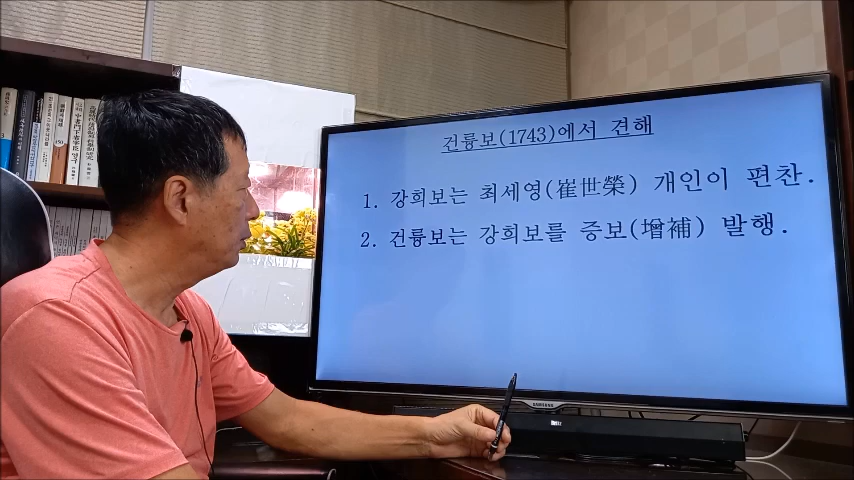 건륭보(1743)에서 견해
1. 강희보는 최세영(崔世榮) 개인이 편찬.
2. 건륭보는 강희보를 증보(增補) 발행.
SAMSUNG